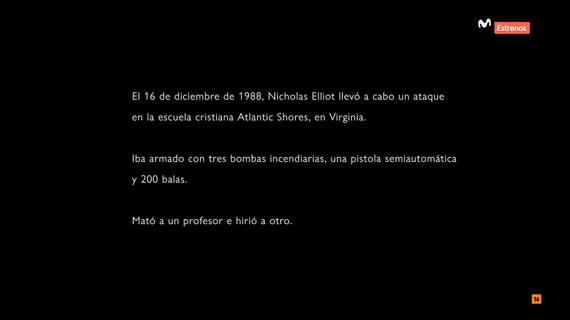 Estrenos
El 16 de diciembre de 1988, Nicholas Elliot llevó a cabo un ataque
en la escuela cristiana Atlantic Shores, en Virginia.
Iba armado con tres bombas incendiarias, una pistola semiautomática
y 200 balas.
Mató a un profesor e hirió a otro.
16